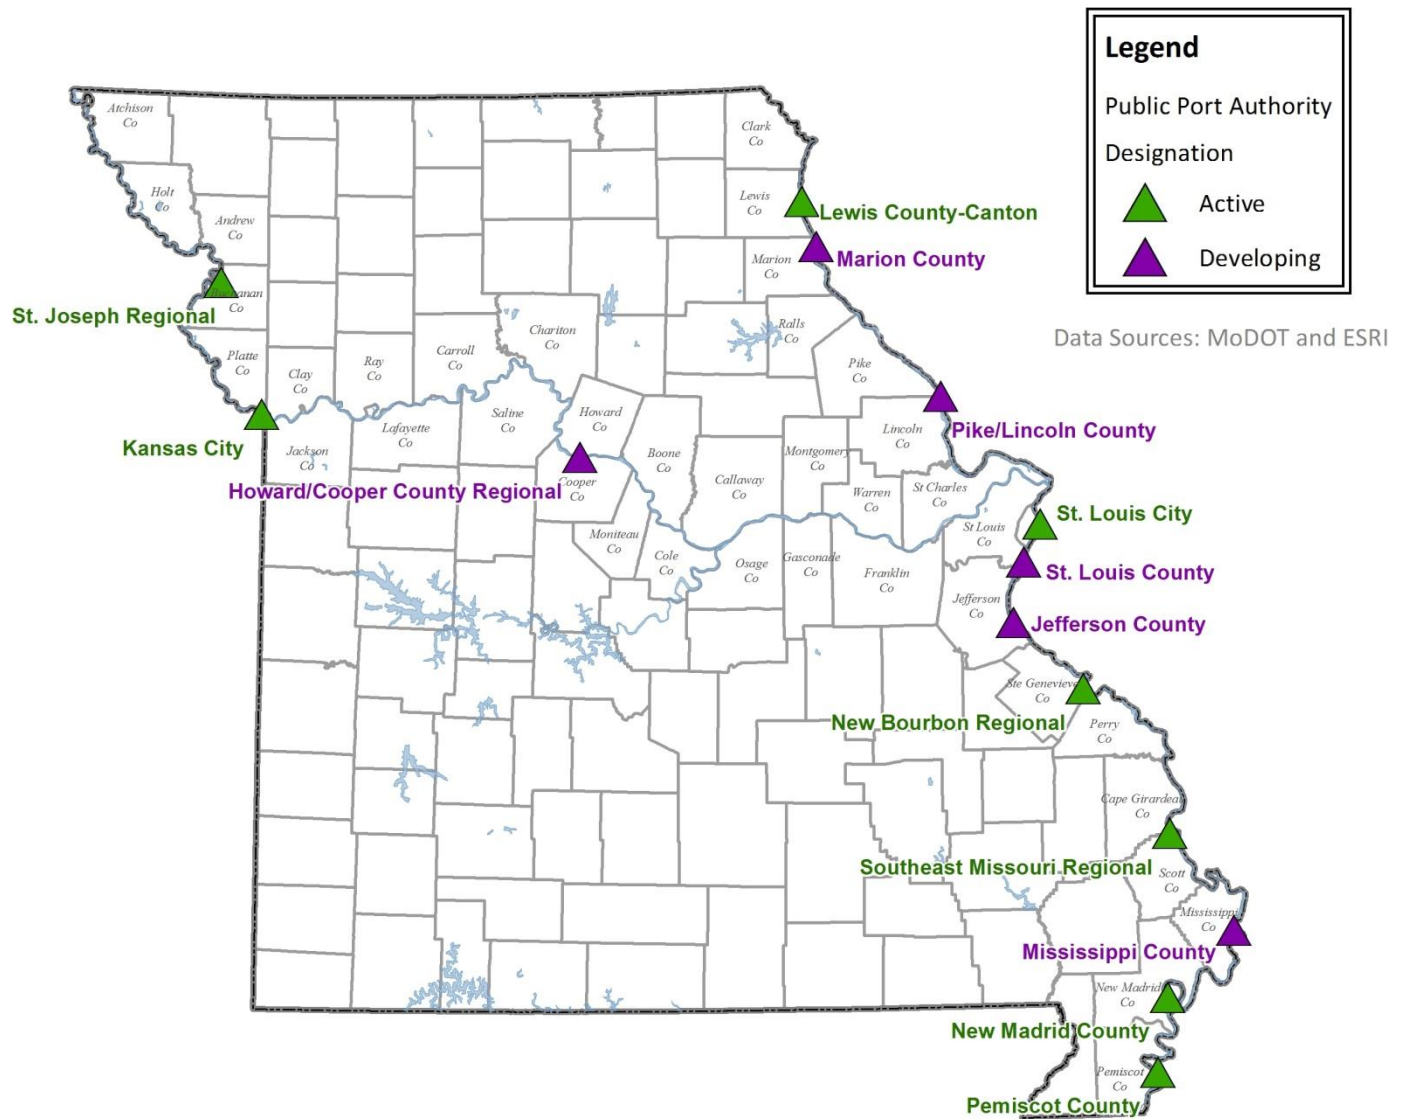 Legend
Public Port Authority
Designation
Active
Developing
Data Sources: MoDOT and ESRI
Atchison
Co
Clark
Co
Holt
Co
Lewis
Co
Lewis County-Canton
Andrew
Co
Marion
Co
Marion County
Buchanan
Co
St. Joseph Regional
Chariton
Co
Ralls
Co
Platte
Co
Clay
Co
Ray
Co
Carroll
Co
Pike
Co
Pike/Lincoln County
Kansas City
Jackson
Co
Lafayette
Co
Saline
Co
Howard
Co
Boone
Co
Lincoln
Co
Montgomery
Co
Howard/Cooper County Regional
Cooper
Co
Callaway
Co
Warren
Co
St Charles
Co
St Louis
Co
St. Louis City
Moniteau
Co
Cole
Co
Osage
Co
Gasconade
Co
Franklin
Co
St. Louis County
Jefferson
Co
Jefferson County
Ste Genevieve
Co
New Bourbon Regional
Perry
Co
Cape Girardeau
Co
Southeast Missouri Regional
Scott
Co
Mississippi
Co
Mississippi County
New Madrid
Co
New Madrid County
Pemiscot
Co
Pemiscot County